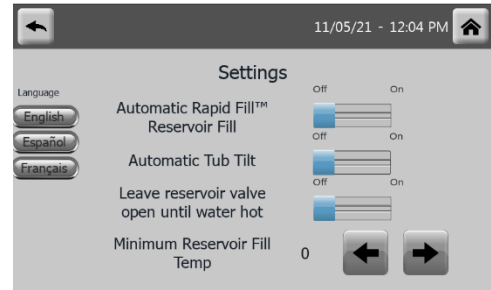 11/05/21 - 12:04 PM
Settings
Language
English
Español
Français
Off On
Automatic Rapid Fill™
Reservoir Fill
Off On
Automatic Tub Tilt
Off On
Leave reservoir valve
open until water hot
Minimum Reservoir Fill
Temp
0